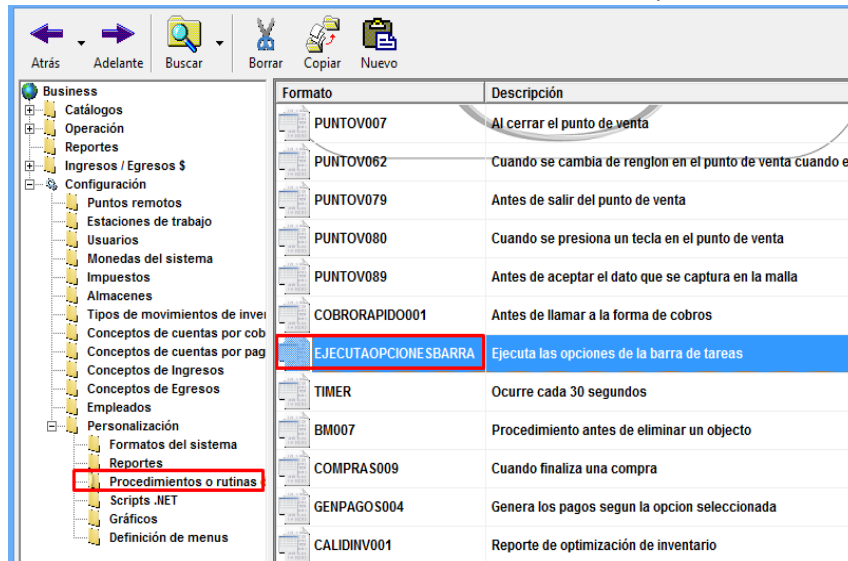 Atrás Adelante Buscar Borrar Copiar Nuevo
Business
Catálogos
Operación
Reportes
Ingresos / Egresos $
Configuración
Puntos remotos
Estaciones de trabajo
Usuarios
Monedas del sistema
Impuestos
Almacenes
Tipos de movimientos de inve
Conceptos de cuentas por cob
Conceptos de cuentas por pag
Conceptos de Ingresos
Conceptos de Egresos
Empleados
Personalización
Formatos del sistema
Reportes
Procedimientos o rutinas
Scripts .NET
Gráficos
Definición de menus
Formato Descripción
PUNTOV007 Al cerrar el punto de venta
PUNTOV062 Cuando se cambia de renglon en el punto de venta cuando e
PUNTOV079 Antes de salir del punto de venta
PUNTOV080 Cuando se presiona un tecla en el punto de venta
PUNTOV089 Antes de aceptar el dato que se captura en la malla
COBRORAPIDO001 Antes de llamar a la forma de cobros
EJECUTAOPCIONESBARRA Ejecuta las opciones de la barra de tareas
TIMER Ocurre cada 30 segundos
BM007 Procedimiento antes de eliminar un objecto
COMPRAS009 Cuando finaliza una compra
GENPAGOS004 Genera los pagos segun la opcion seleccionada
CALIDINV001 Reporte de optimización de inventario